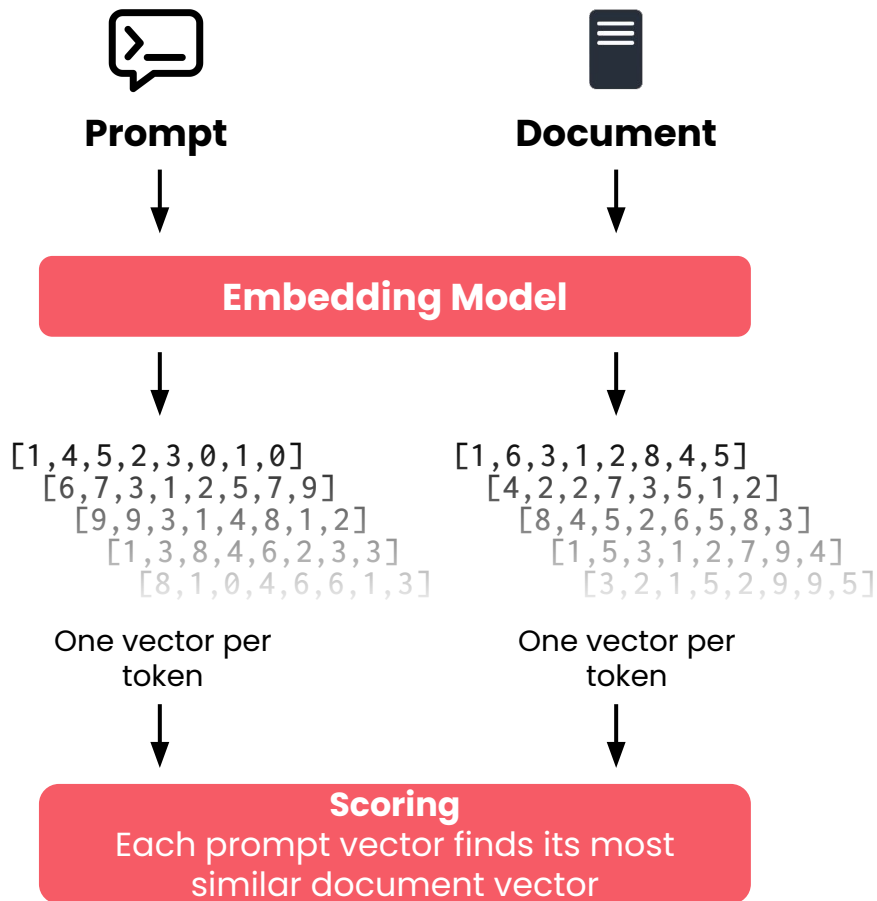 Prompt
Document
Embedding Model
[1,4,5,2,3,0,1,0]
[6,7,3,1,2,5,7,9]
[9,9,3,1,4,8,1,2]
[1,3,8,4,6,2,3,3]
[8,1,0,4,6,6,1,3]
[1,6,3,1,2,8,4,5]
[4,2,2,7,3,5,1,2]
[8,4,5,2,6,5,8,3]
[1,5,3,1,2,7,9,4]
[3,2,1,5,2,9,9,5]
One vector per
token
One vector per
token
Scoring
Each prompt vector finds its most
similar document vector